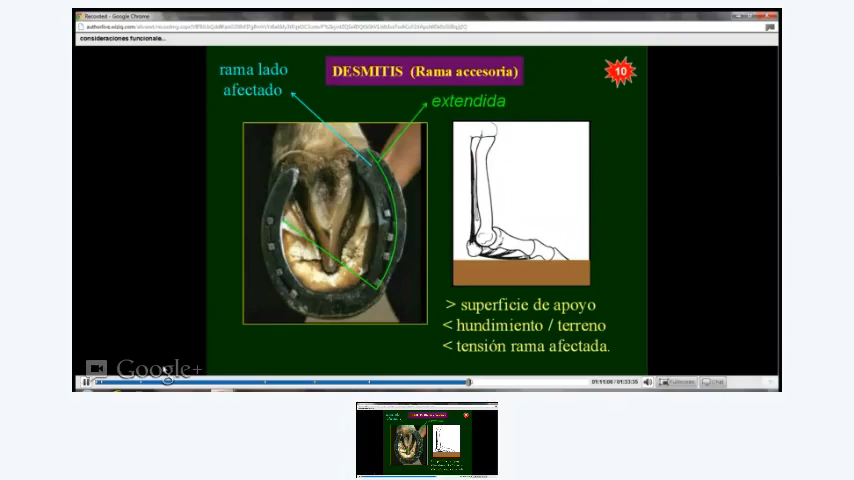 Recorded - Google Chrome
consideraciones funcionale...
rama lado
afectado
DESMITIS (Rama accesoria)
10
extendida
> superficie de apoyo
< hundimiento / terreno
< tensión rama afectada.
Google+
01:11:06 / 01:33:35